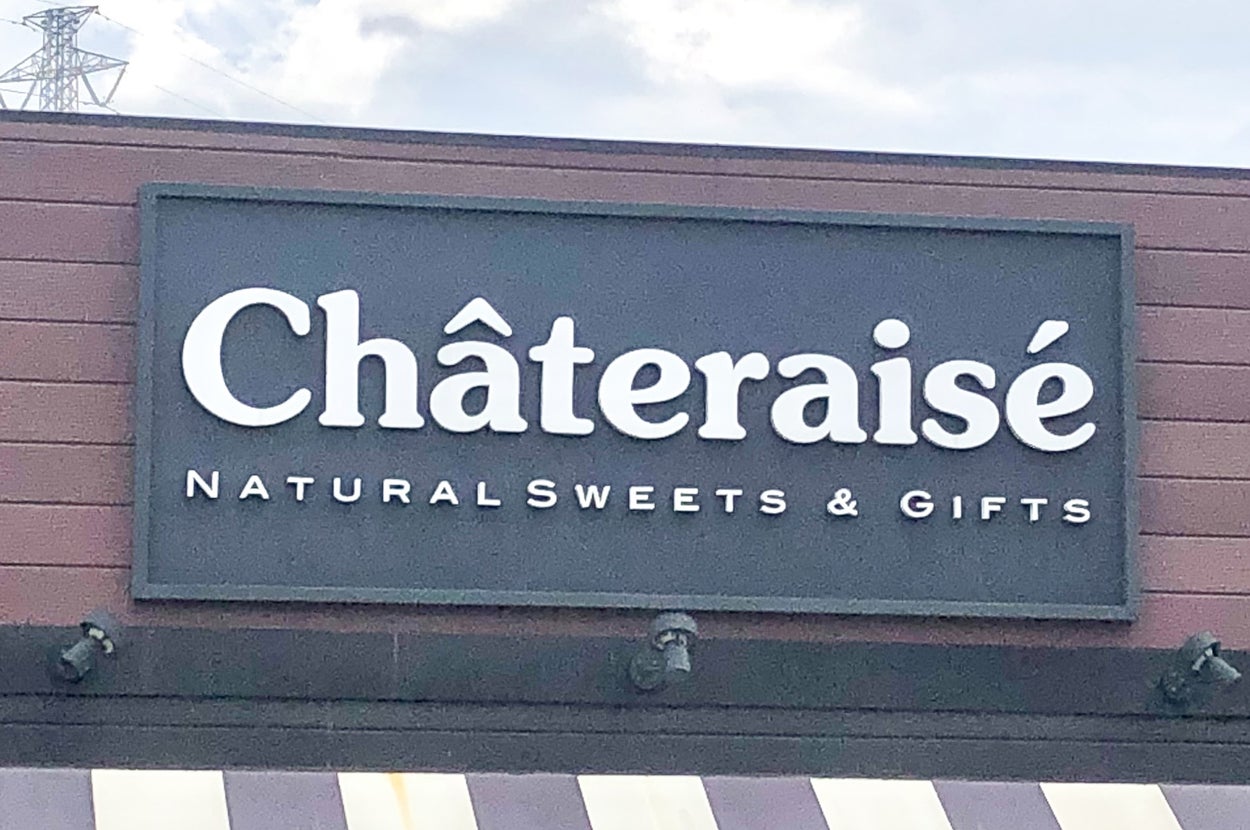 Châteraisé
NATURAL SWEETS & GIFTS